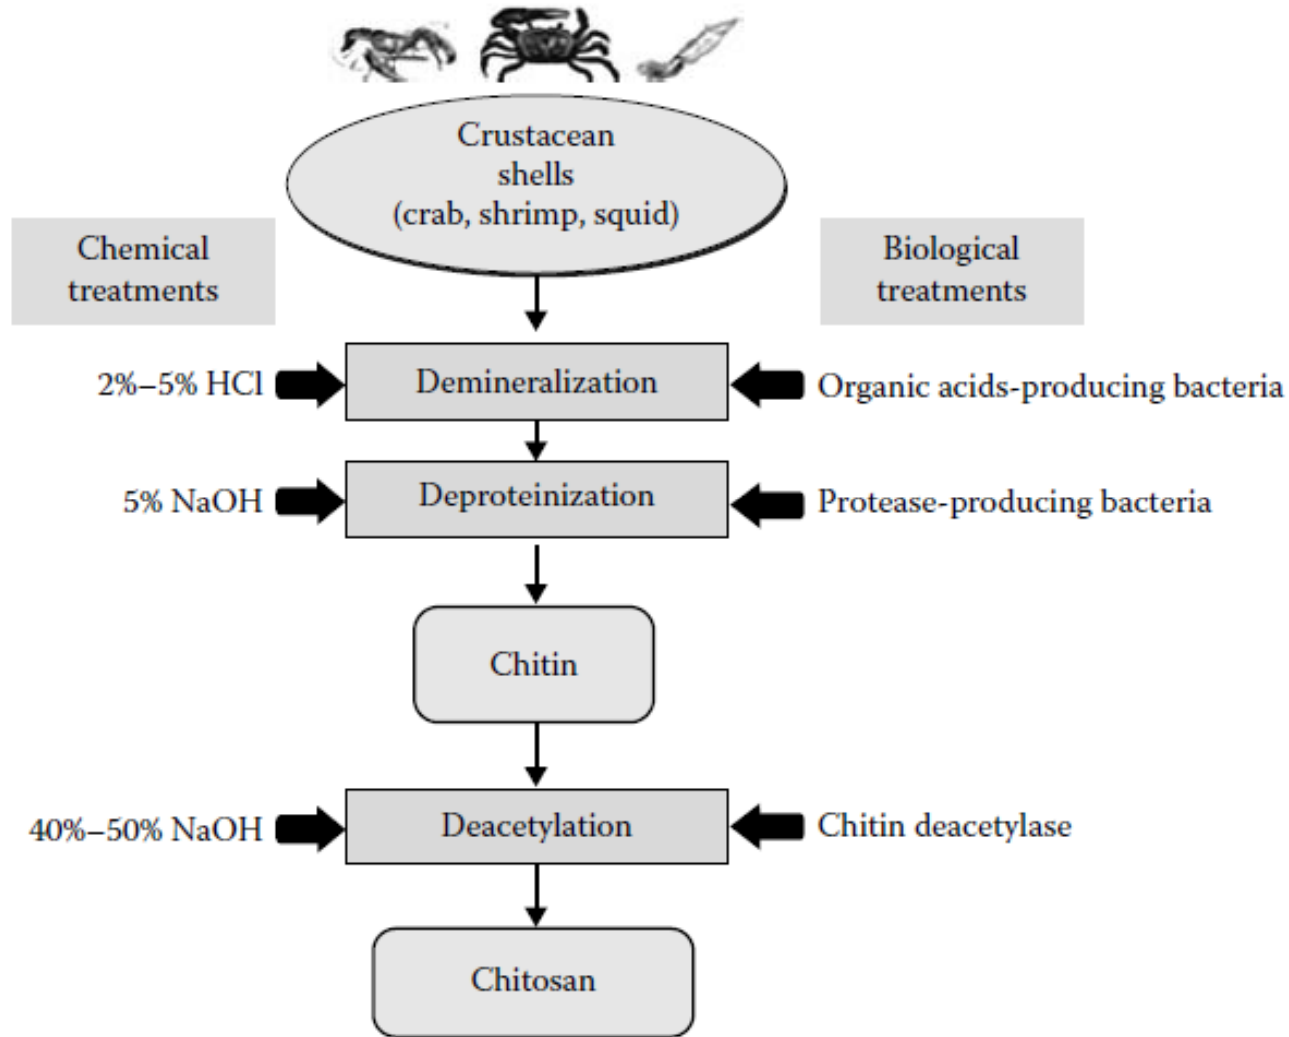 Crustacean
shells
(crab, shrimp, squid)
Chemical
treatments
Biological
treatments
2%–5% HCl
Demineralization
Organic acids-producing bacteria
5% NaOH
Deproteinization
Protease-producing bacteria
Chitin
40%–50% NaOH
Deacetylation
Chitin deacetylase
Chitosan